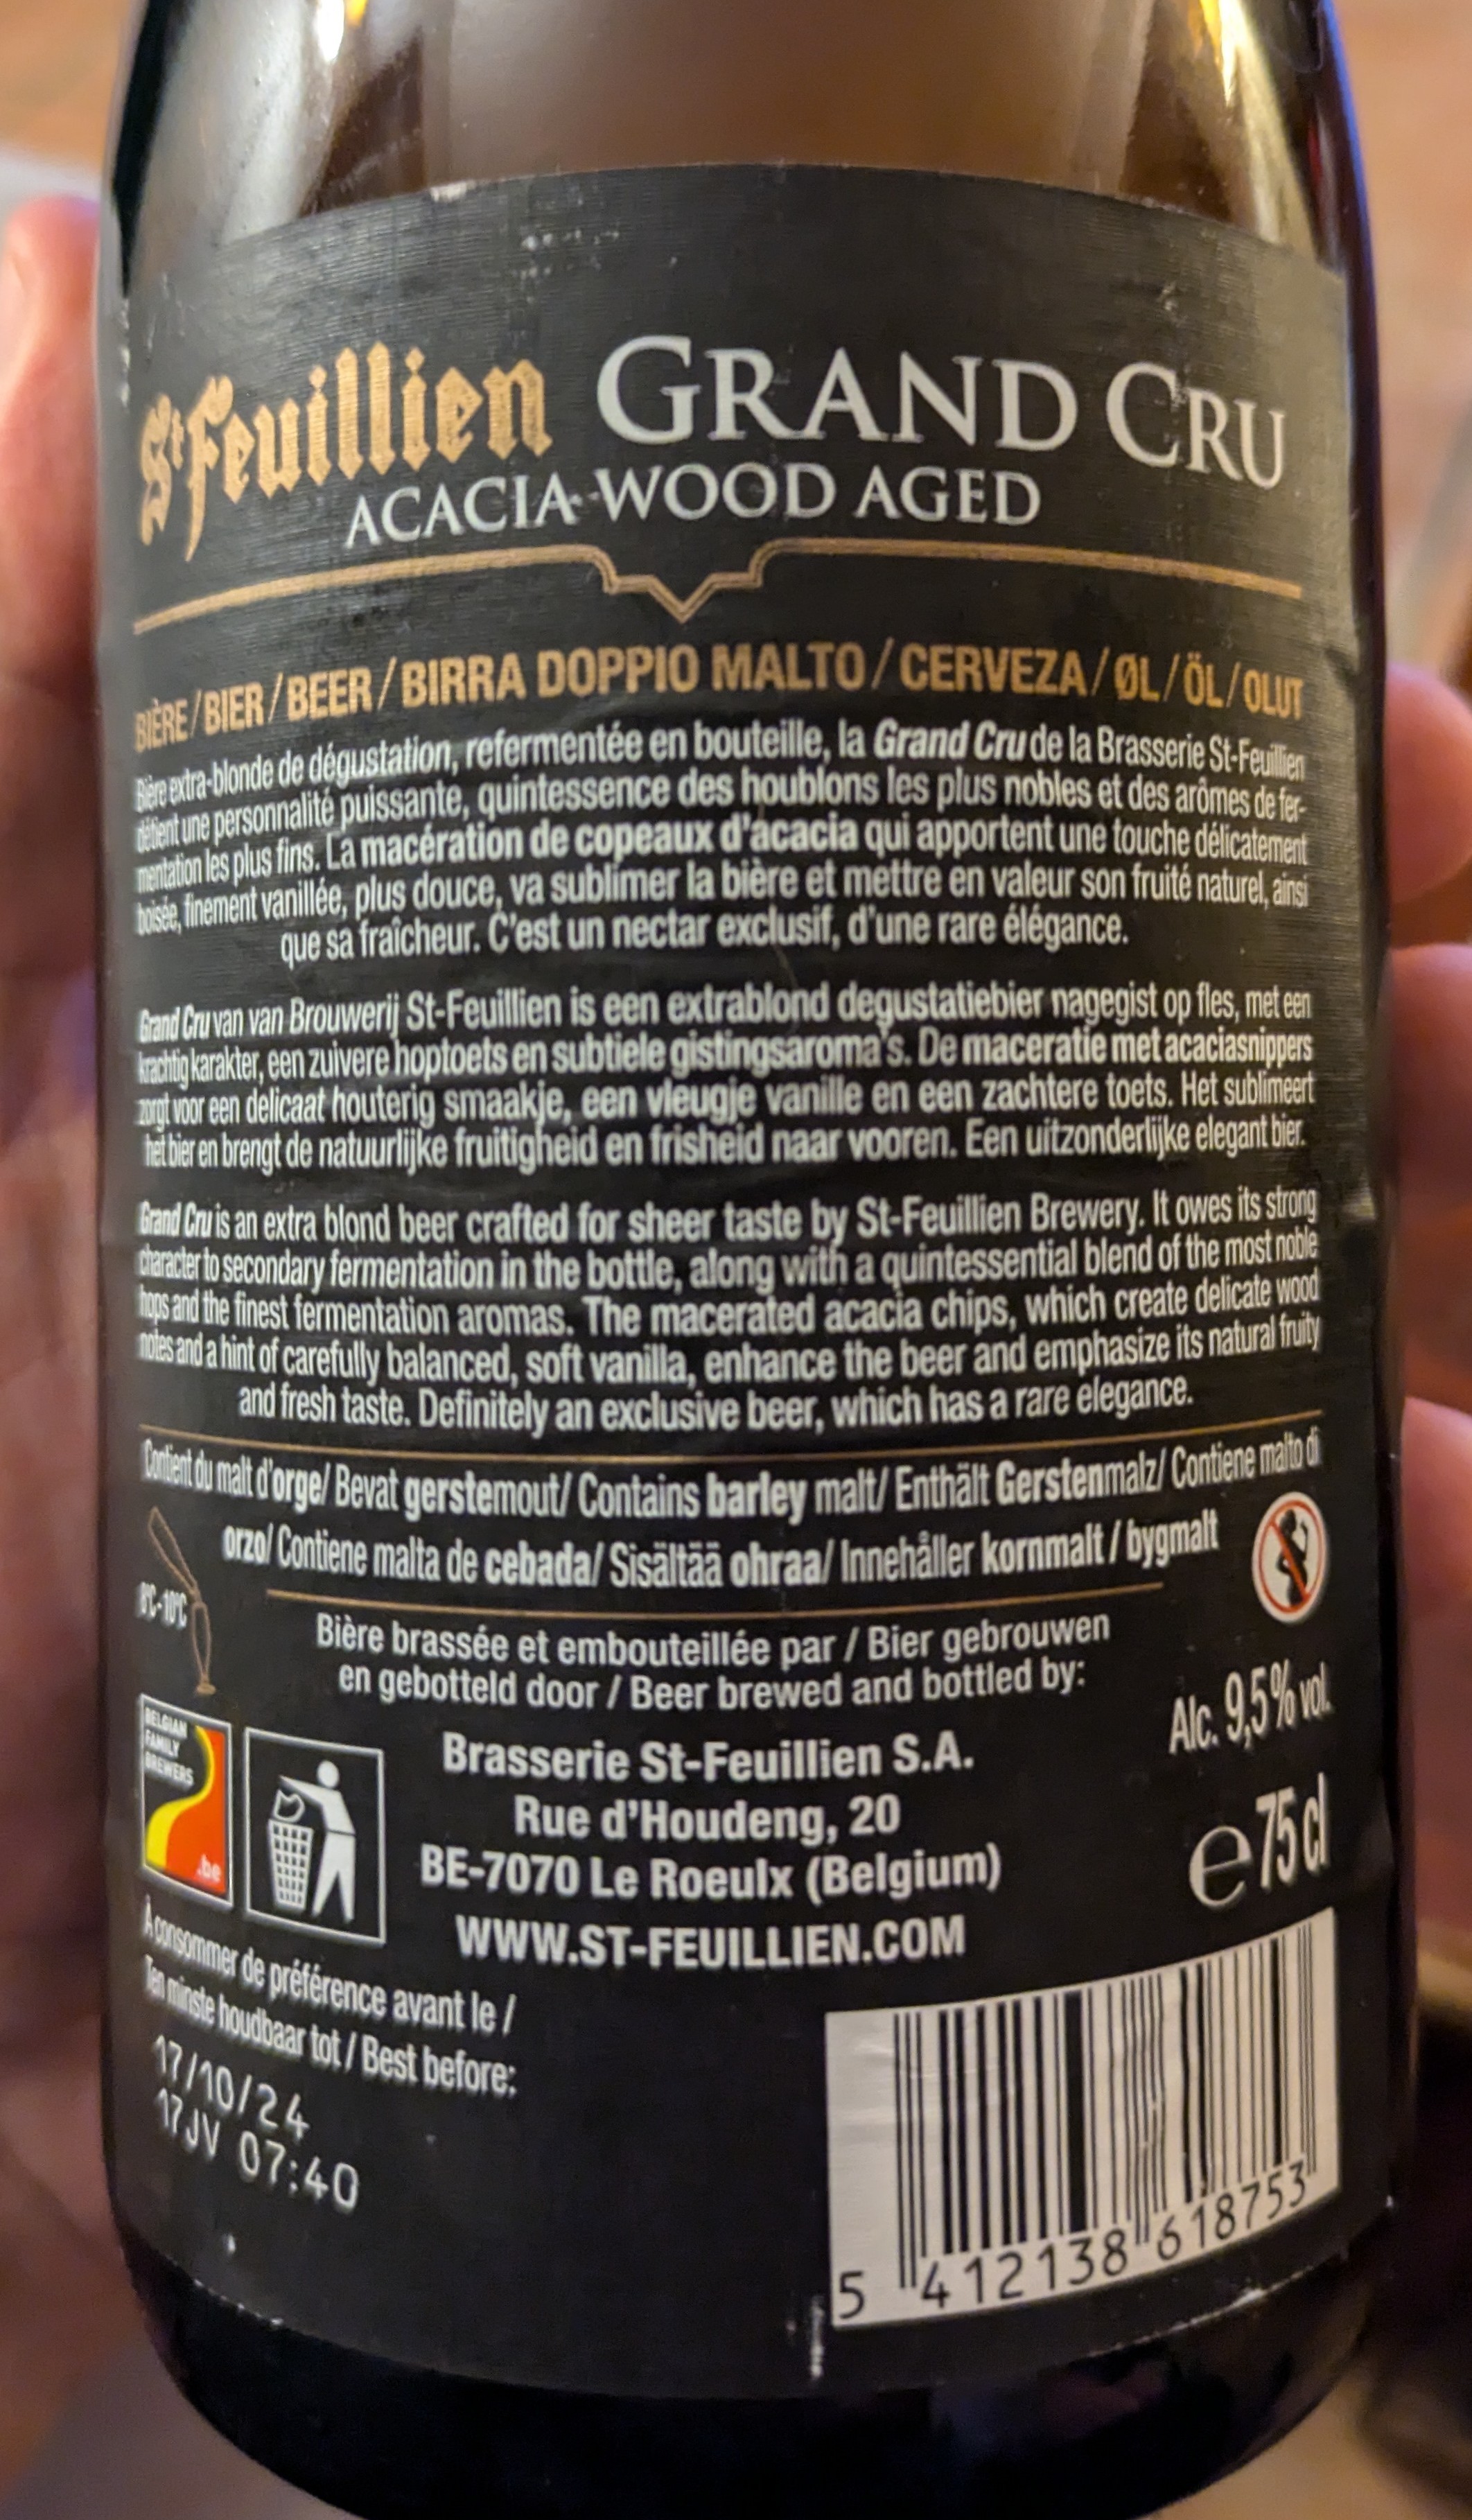 St Feuillien GRAND CRU
ACACIA WOOD AGED
BIÈRE / BIER / BEER / BIRRA DOPPIO MALTO / CERVEZA / ØL / ÖL / OLUT
Bière extra-blonde de dégustation, refermentée en bouteille, la Grand Cru de la Brasserie St-Feuillien
détient une personnalité puissante, quintessence des houblons les plus nobles et des arômes de fer-
mentation les plus fins. La macération de copeaux d'acacia qui apportent une touche délicatement
boisée, finement vanillée, plus douce, va sublimer la bière et mettre en valeur son fruité naturel, ainsi
que sa fraîcheur. C'est un nectar exclusif, d'une rare élégance.
Grand Cru van van Brouwerij St-Feuillien is een extrablond degustatiebier nagegist op fles, met een
krachtig karakter, een zuivere hoptoets en subtiele gistingsaroma's. De maceratie met acaciasnippers
zorgt voor een delicaat houterig smaakje, een vleugje vanille en een zachtere toets. Het sublimeert
het bier en brengt de natuurlijke fruitigheid en frisheid naar vooren. Een uitzonderlijke elegant bier.
Grand Cru is an extra blond beer crafted for sheer taste by St-Feuillien Brewery. It owes its strong
character to secondary fermentation in the bottle, along with a quintessential blend of the most noble
hops and the finest fermentation aromas. The macerated acacia chips, which create delicate wood
notes and a hint of carefully balanced, soft vanilla, enhance the beer and emphasize its natural fruity
and fresh taste. Definitely an exclusive beer, which has a rare elegance.
Contient du malt d'orge/ Bevat gerstemout/ Contains barley malt/ Enthält Gerstenmalz/ Contiene malto di
orzo/ Contiene malta de cebada/ Sisältää ohraa/ Innehåller kornmalt / bygmalt
8°C-10°C
Bière brassée et embouteillée par / Bier gebrouwen
en gebotteld door / Beer brewed and bottled by:
Brasserie St-Feuillien S.A.
Rue d'Houdeng, 20
BE-7070 Le Roeulx (Belgium)
WWW.ST-FEUILLIEN.COM
Alc. 9,5% vol.
e 75 cl
BELGIAN
FAMILY
BREWERS
.be
À consommer de préférence avant le /
Ten minste houdbaar tot / Best before:
17/10/24
17JV 07:40
5 412138 618753